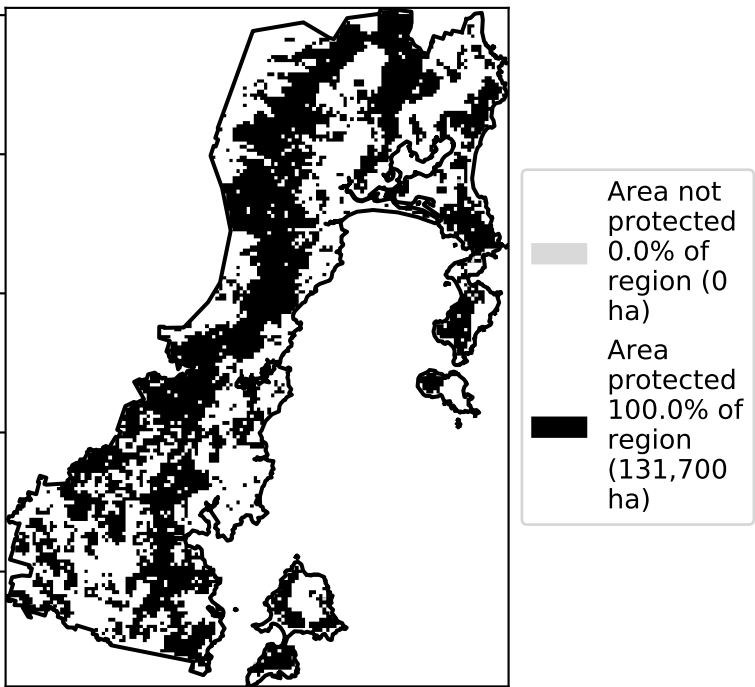 Area not
protected
0.0% of
region (0
ha)
Area
protected
100.0% of
region
(131,700
ha)